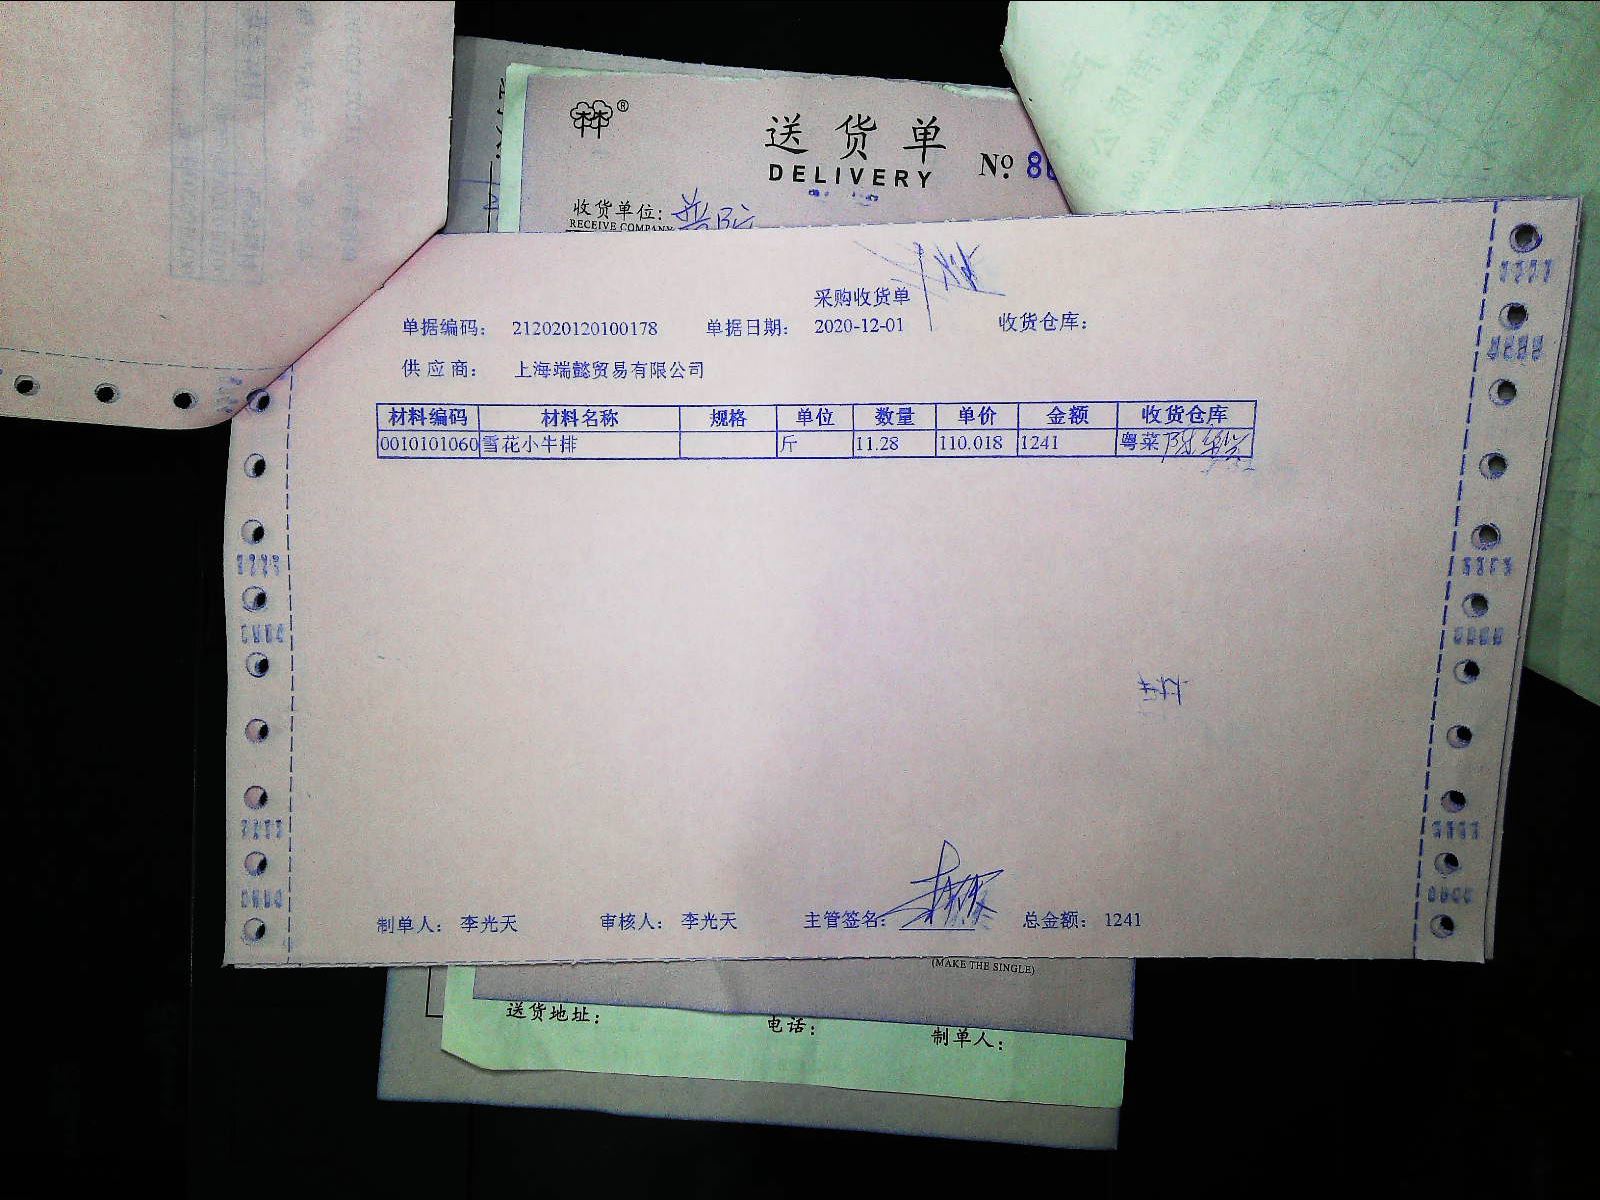 ®
送货单
DELIVERY
№ 8
收货单位:
RECEIVE COMPANY
采购收货单
单据编码: 212020120100178 单据日期: 2020-12-01 收货仓库:
供应商: 上海端懿贸易有限公司
材料编码 材料名称 规格 单位 数量 单价 金额 收货仓库
0010101060 雪花小牛排 斤 11.28 110.018 1241 粤菜
制单人: 李光天 审核人: 李光天 主管签名: 总金额: 1241
(MAKE THE SINGLE)
送货地址: 电话: 制单人: